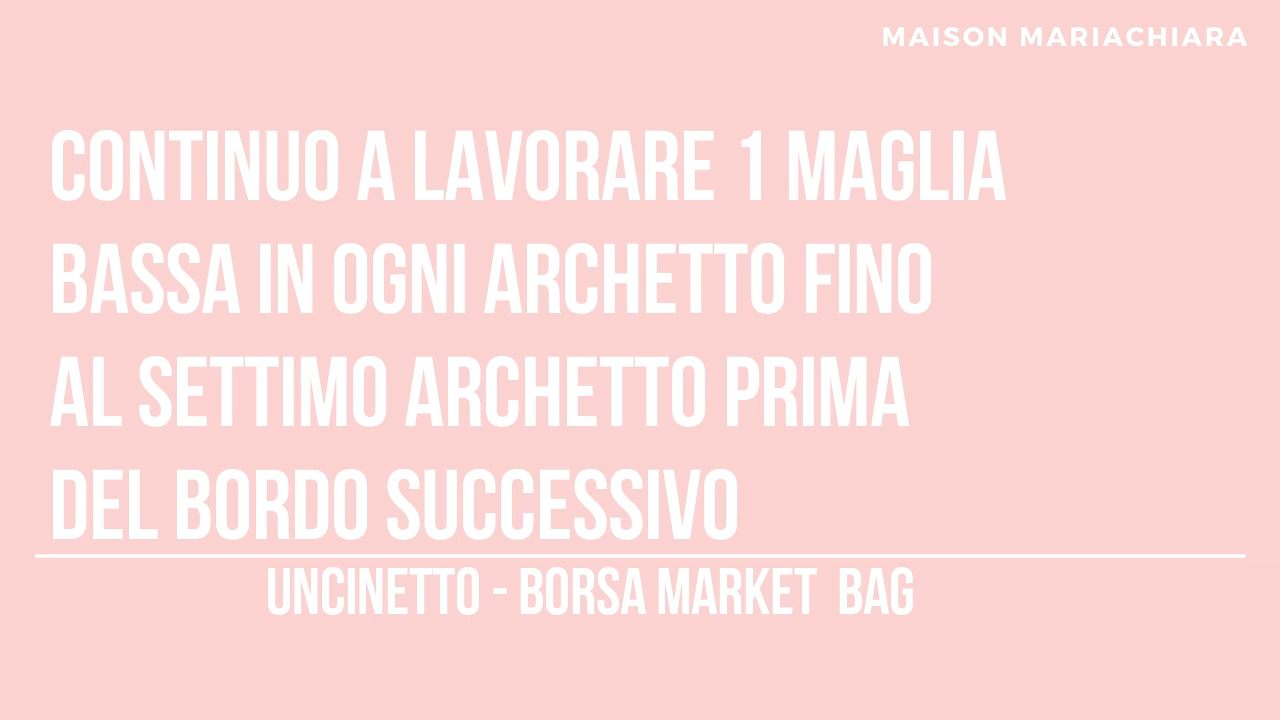 MAISON MARIACHIARA
CONTINUO A LAVORARE 1 MAGLIA
BASSA IN OGNI ARCHETTO FINO
AL SETTIMO ARCHETTO PRIMA
DEL BORDO SUCCESSIVO
UNCINETTO - BORSA MARKET BAG